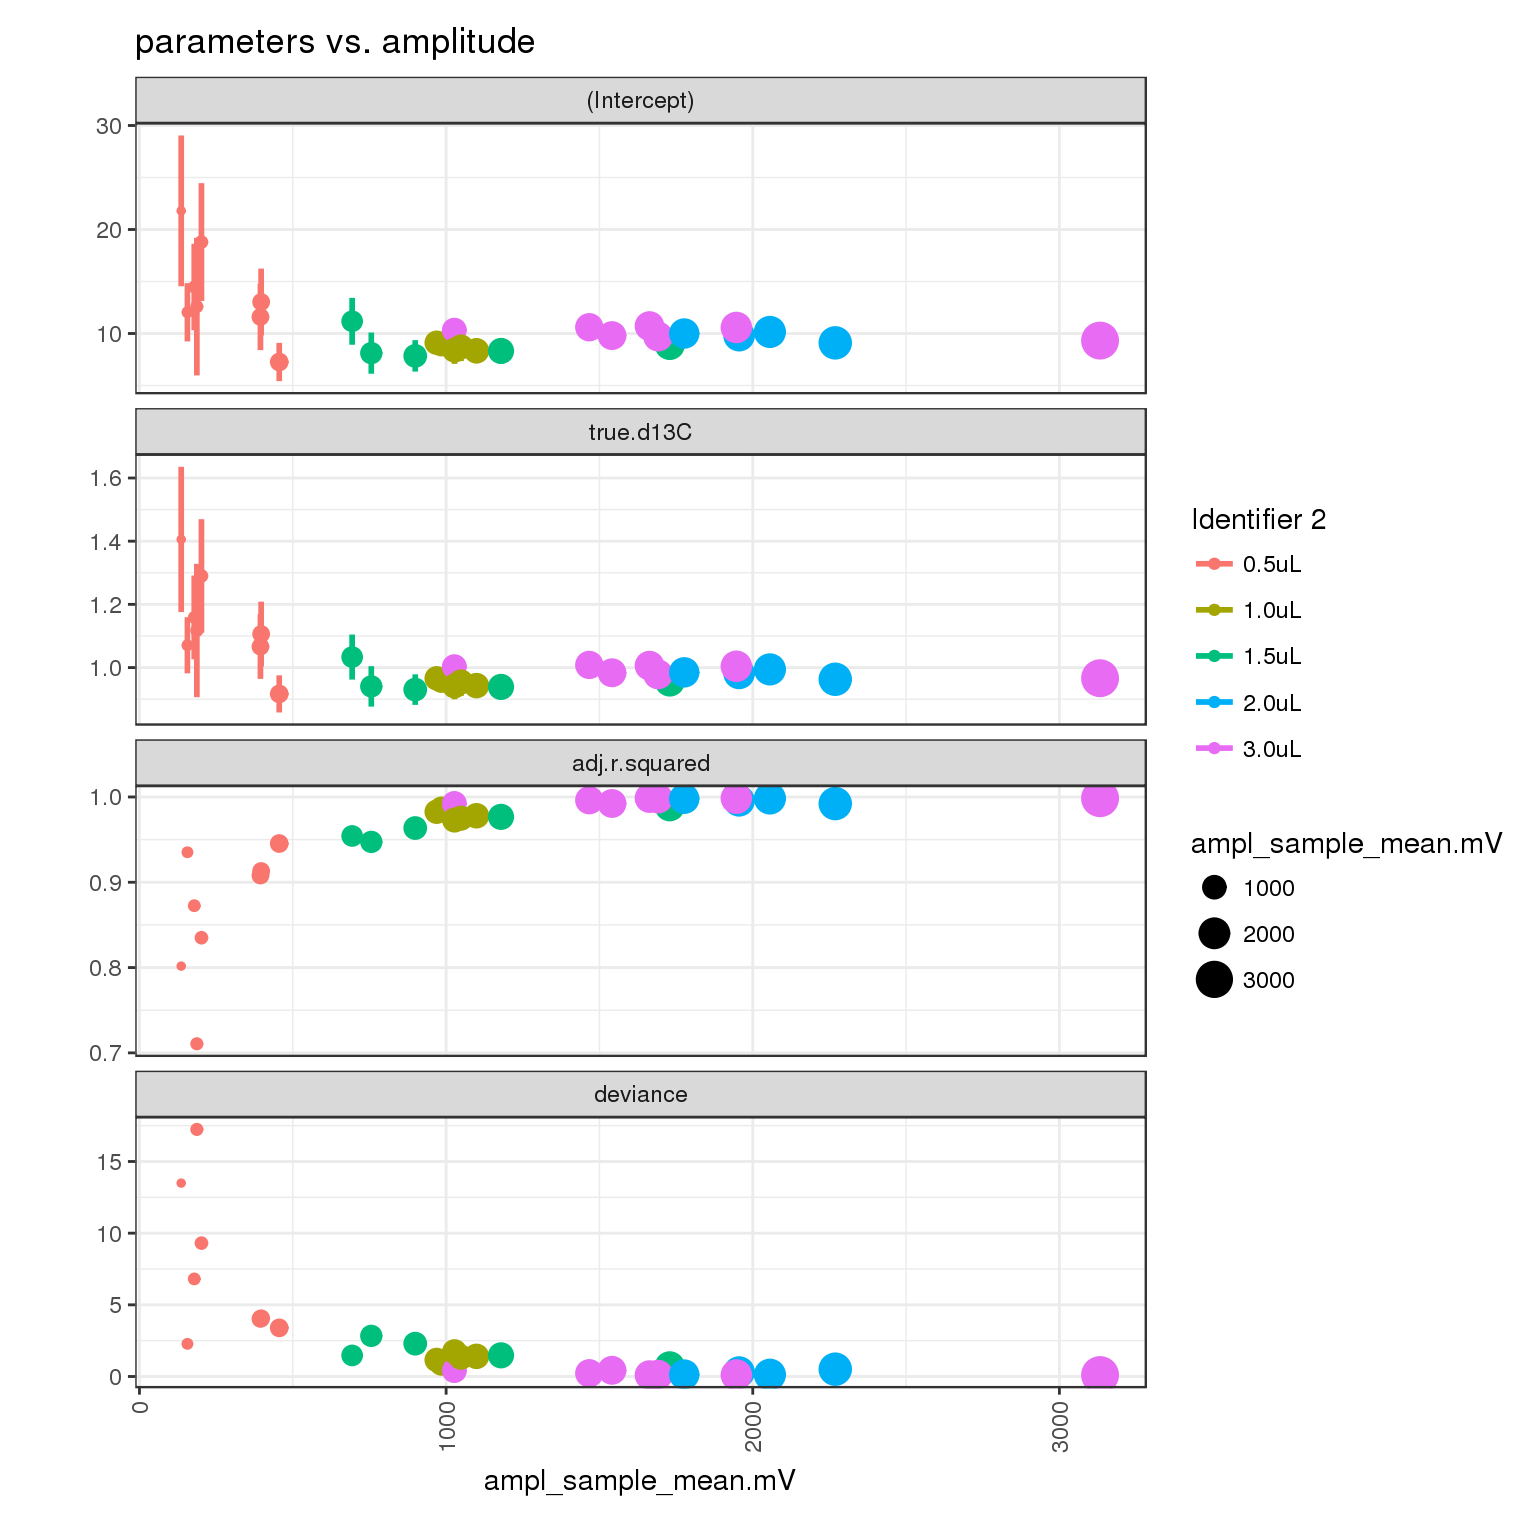 parameters vs. amplitude
(Intercept)
30
20
10
true.d13C
1.6
1.4
1.2
1.0
adj.r.squared
1.0
0.9
0.8
0.7
deviance
15
10
5
0
0
1000
2000
3000
ampl_sample_mean.mV
Identifier 2
0.5uL
1.0uL
1.5uL
2.0uL
3.0uL
ampl_sample_mean.mV
1000
2000
3000